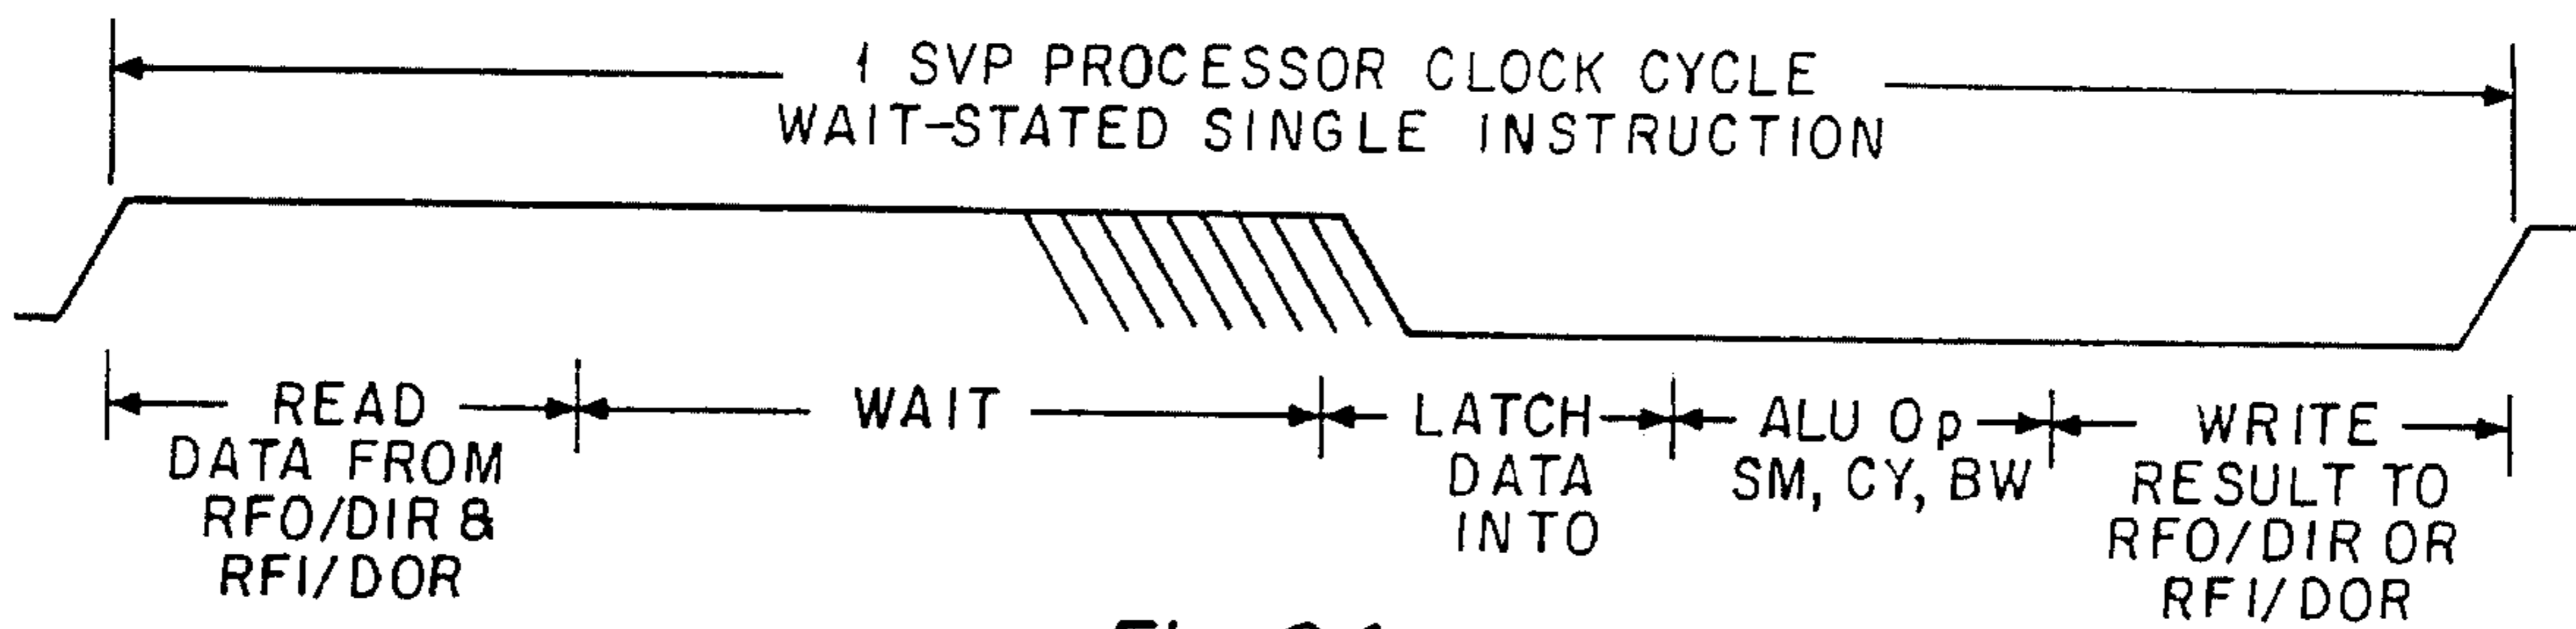 1 SVP PROCESSOR CLOCK CYCLE
WAIT-STATED SINGLE INSTRUCTION
READ
DATA FROM
RFO/DIR &
RFI/DOR
WAIT
LATCH
DATA
INTO
ALU Op
SM, CY, BW
WRITE
RESULT TO
RFO/DIR OR
RFI/DOR